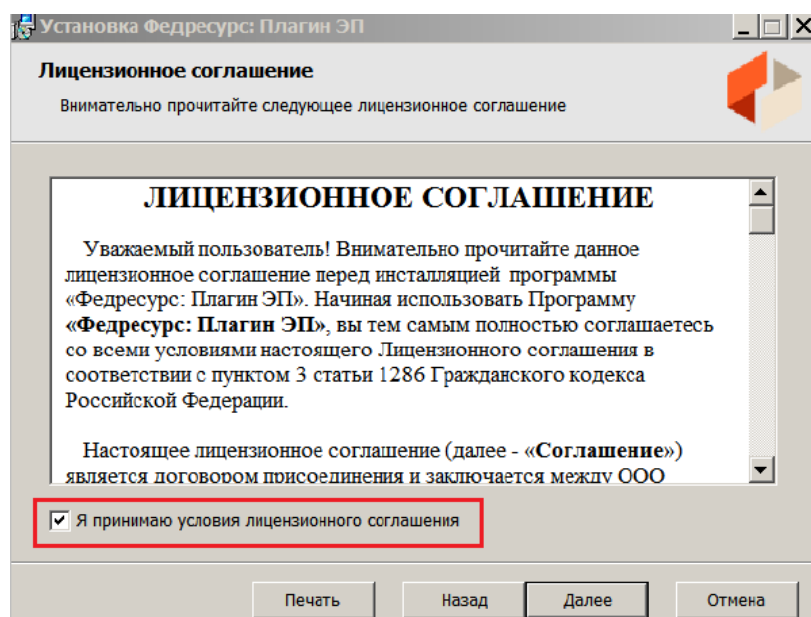 Установка Федресурс: Плагин ЭП
Лицензионное соглашение
Внимательно прочитайте следующее лицензионное соглашение
ЛИЦЕНЗИОННОЕ СОГЛАШЕНИЕ
Уважаемый пользователь! Внимательно прочитайте данное
лицензионное соглашение перед инсталляцией программы
«Федресурс: Плагин ЭП». Начиная использовать Программу
«Федресурс: Плагин ЭП», вы тем самым полностью соглашаетесь
со всеми условиями настоящего Лицензионного соглашения в
соответствии с пунктом 3 статьи 1286 Гражданского кодекса
Российской Федерации.
Настоящее лицензионное соглашение (далее - «Соглашение»)
является договором присоединения и заключается между ООО
Я принимаю условия лицензионного соглашения
Печать Назад Далее Отмена